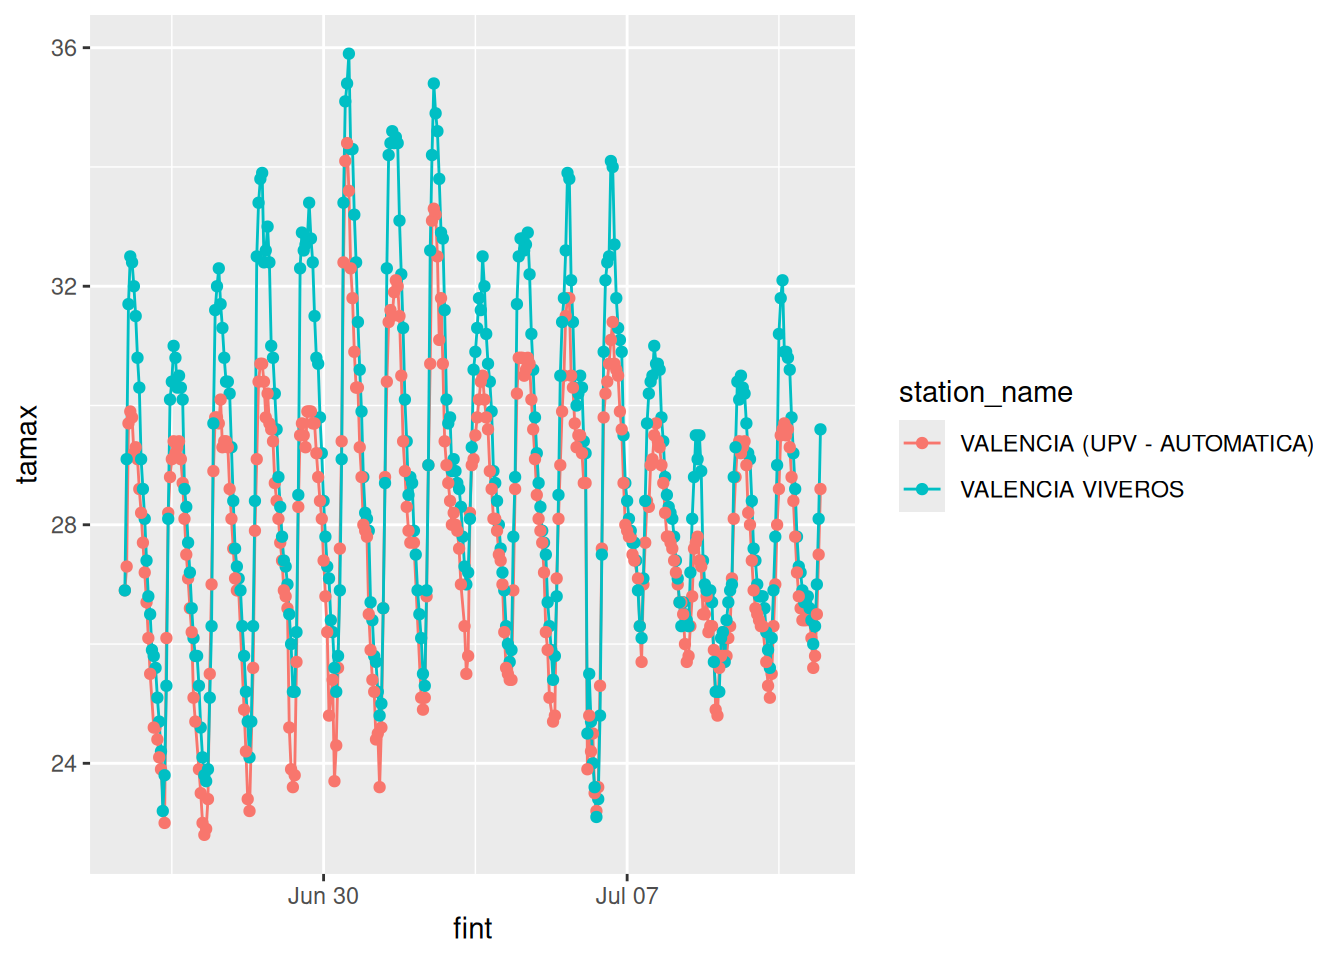 36
32
28
24
tamax
Jun 30
Jul 07
fint
station_name
VALENCIA (UPV - AUTOMATICA)
VALENCIA VIVEROS